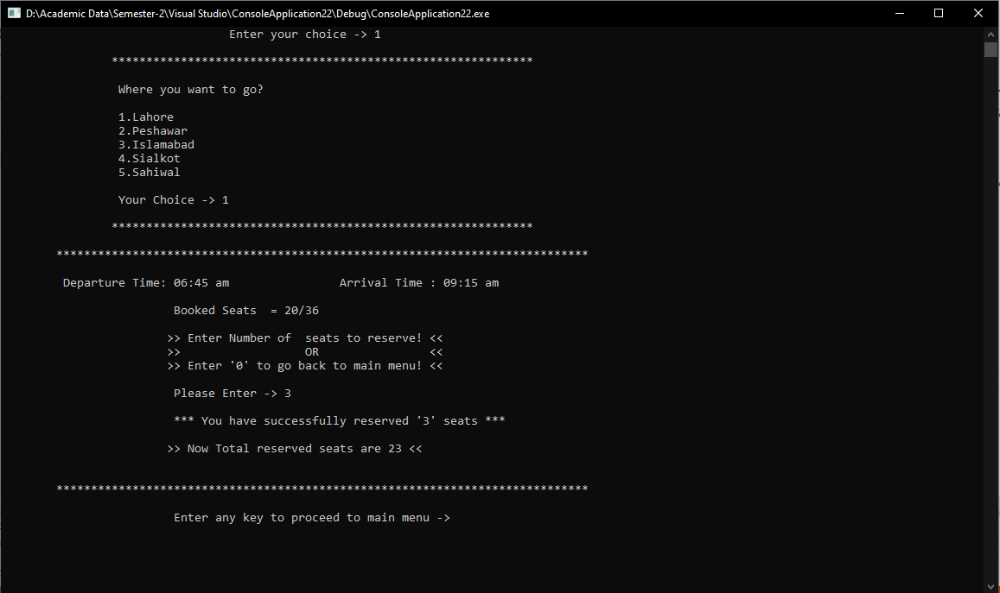 D:\Academic Data\Semester-2\Visual Studio\ConsoleApplication22\Debug\ConsoleApplication22.exe
Enter your choice -> 1
*************************************************************
Where you want to go?
1.Lahore
2.Peshawar
3.Islamabad
4.Sialkot
5.Sahiwal
Your Choice -> 1
*************************************************************
*****************************************************************************
Departure Time: 06:45 am                Arrival Time : 09:15 am
Booked Seats  = 20/36
>> Enter Number of  seats to reserve! <<
>>                  OR                <<
>> Enter '0' to go back to main menu! <<
Please Enter -> 3
*** You have successfully reserved '3' seats ***
>> Now Total reserved seats are 23 <<
*****************************************************************************
Enter any key to proceed to main menu ->